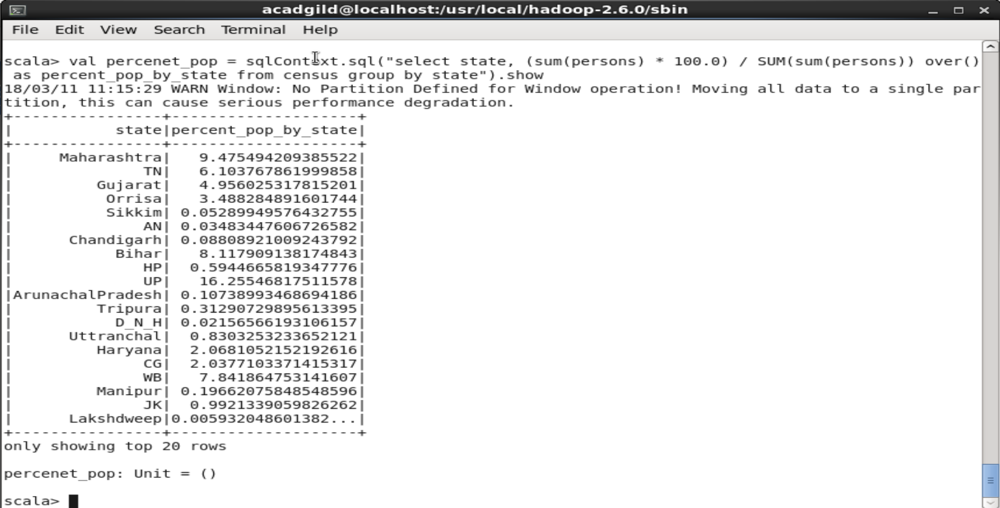 acadgild@localhost:/usr/local/hadoop-2.6.0/sbin
File Edit View Search Terminal Help
scala> val percenet_pop = sqlContext.sql("select state, (sum(persons) * 100.0) / SUM(sum(persons)) over()
 as percent_pop_by_state from census group by state").show
18/03/11 11:15:29 WARN Window: No Partition Defined for Window operation! Moving all data to a single par
tition, this can cause serious performance degradation.
+----------------+--------------------+
|           state|percent_pop_by_state|
+----------------+--------------------+
|     Maharashtra|   9.475494209385522|
|              TN|   6.103767861999858|
|         Gujarat|   4.956025317815201|
|          Orrisa|   3.488284891601744|
|          Sikkim| 0.05289949576432755|
|              AN| 0.03483447606726582|
|      Chandigarh| 0.08808921009243792|
|           Bihar|   8.117909138174843|
|              HP|  0.5944665819347776|
|              UP|   16.25546817511578|
|ArunachalPradesh| 0.10738993468694186|
|         Tripura| 0.31290729895613395|
|           D_N_H| 0.02156566193106157|
|      Uttranchal|  0.8303253233652121|
|         Haryana|  2.0681052152192616|
|              CG|  2.0377103371415317|
|              WB|   7.841864753141607|
|         Manipur| 0.19662075848548596|
|              JK|  0.9921339059826262|
|      Lakshdweep|0.005932048601382...|
+----------------+--------------------+
only showing top 20 rows
percenet_pop: Unit = ()
scala>